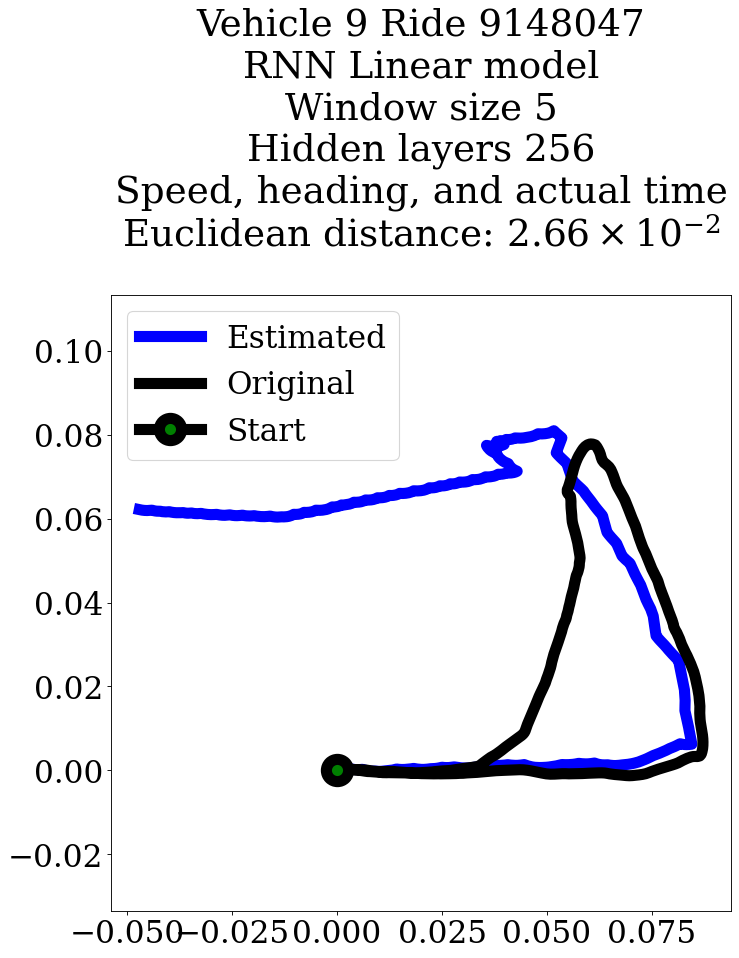 Vehicle 9 Ride 9148047
RNN Linear model
Window size 5
Hidden layers 256
Speed, heading, and actual time
Euclidean distance: 2.66 × 10⁻²
Estimated
Original
Start
0.10
0.08
0.06
0.04
0.02
0.00
−0.02
−0.050
−0.025
0.000
0.025
0.050
0.075